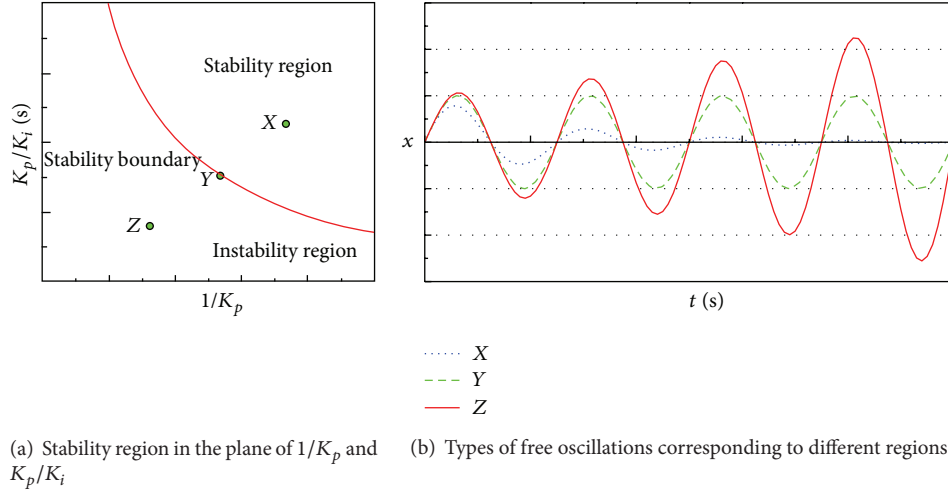 Stability region
X
Stability boundary
Y
Z
Instability region
K_p/K_i (s)
1/K_p
x
t (s)
X
Y
Z
(a) Stability region in the plane of 1/K_p and
K_p/K_i
(b) Types of free oscillations corresponding to different regions